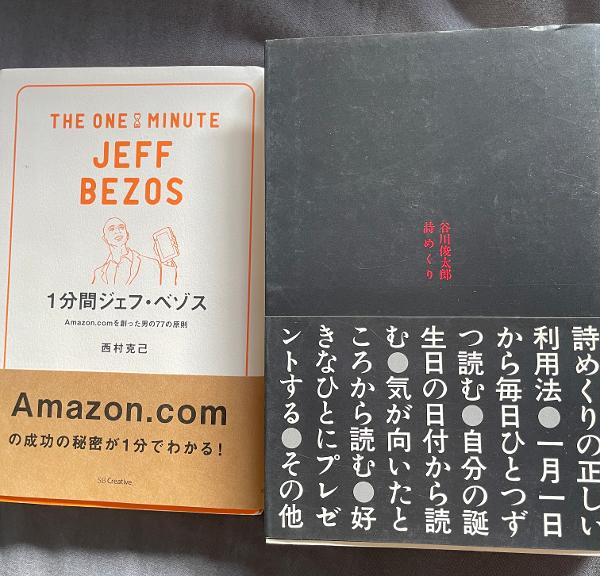 THE ONE MINUTE
JEFF
BEZOS
1分間ジェフ・ベゾス
Amazon.comを創った男の77の原則
西村克己
Amazon.com
の成功の秘密が1分でわかる!
SB Creative
谷川俊太郎
詩めくり
詩めくりの正しい
利用法●一月一日
から毎日ひとつず
つ読む●自分の誕
生日の日付から読
む●気が向いたと
ころから読む●好
きなひとにプレゼ
ントする●その他